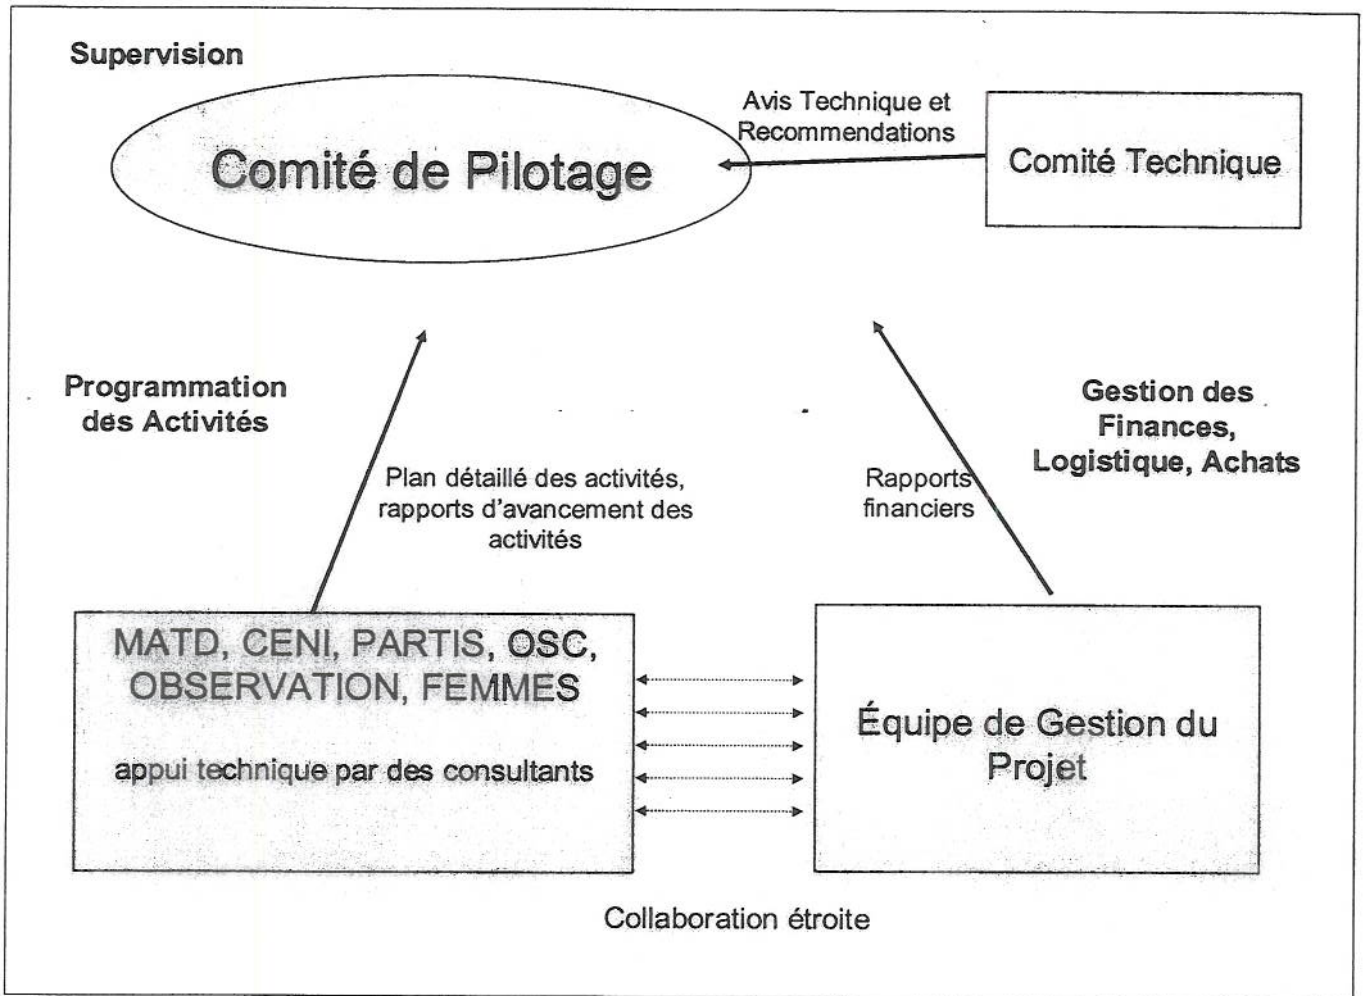 Supervision
Avis Technique et
Recommendations
Comité de Pilotage
Comité Technique
Programmation
des Activités
Gestion des
Finances,
Logistique, Achats
Plan détaillé des activités,
rapports d'avancement des
activités
Rapports
financiers
MATD, CENI, PARTIS, OSC,
OBSERVATION, FEMMES
appui technique par des consultants
Équipe de Gestion du
Projet
Collaboration étroite